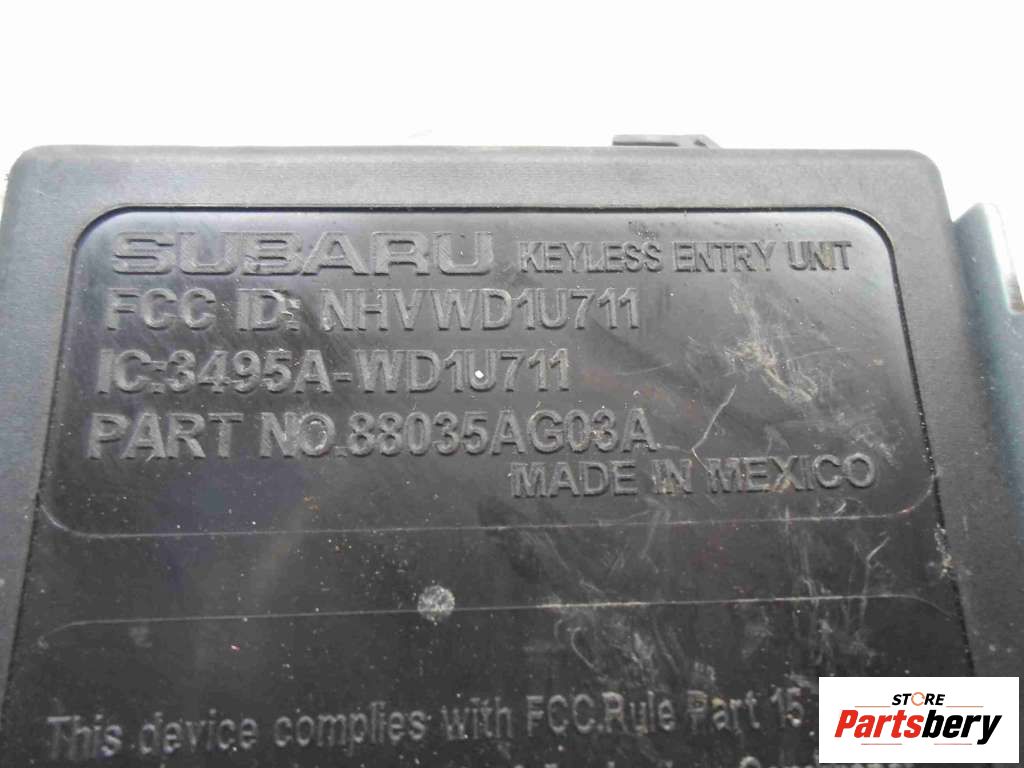 SUBARU KEYLESS ENTRY UNIT
FCC ID: NHVWD1U711
IC:3495A-WD1U711
PART NO.88035AG03A
MADE IN MEXICO
This device complies with FCC.Rule Part 15
STORE
Partsbery